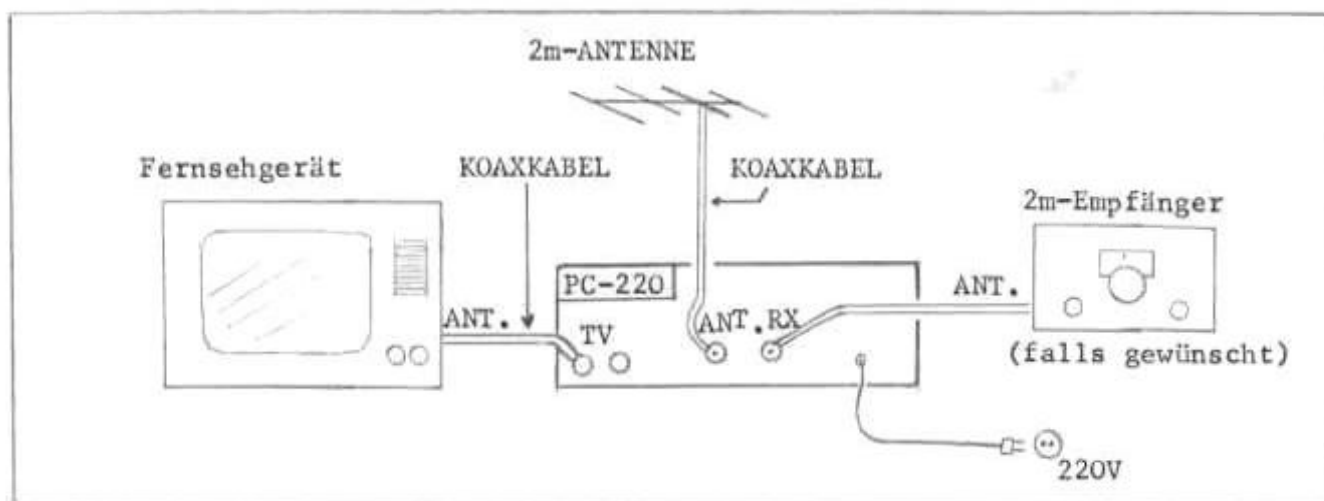 2m-ANTENNE
Fernsehgerät
KOAXKABEL
KOAXKABEL
2m-Empfänger
PC-220
ANT.
TV
ANT.
RX
ANT.
(falls gewünscht)
220V